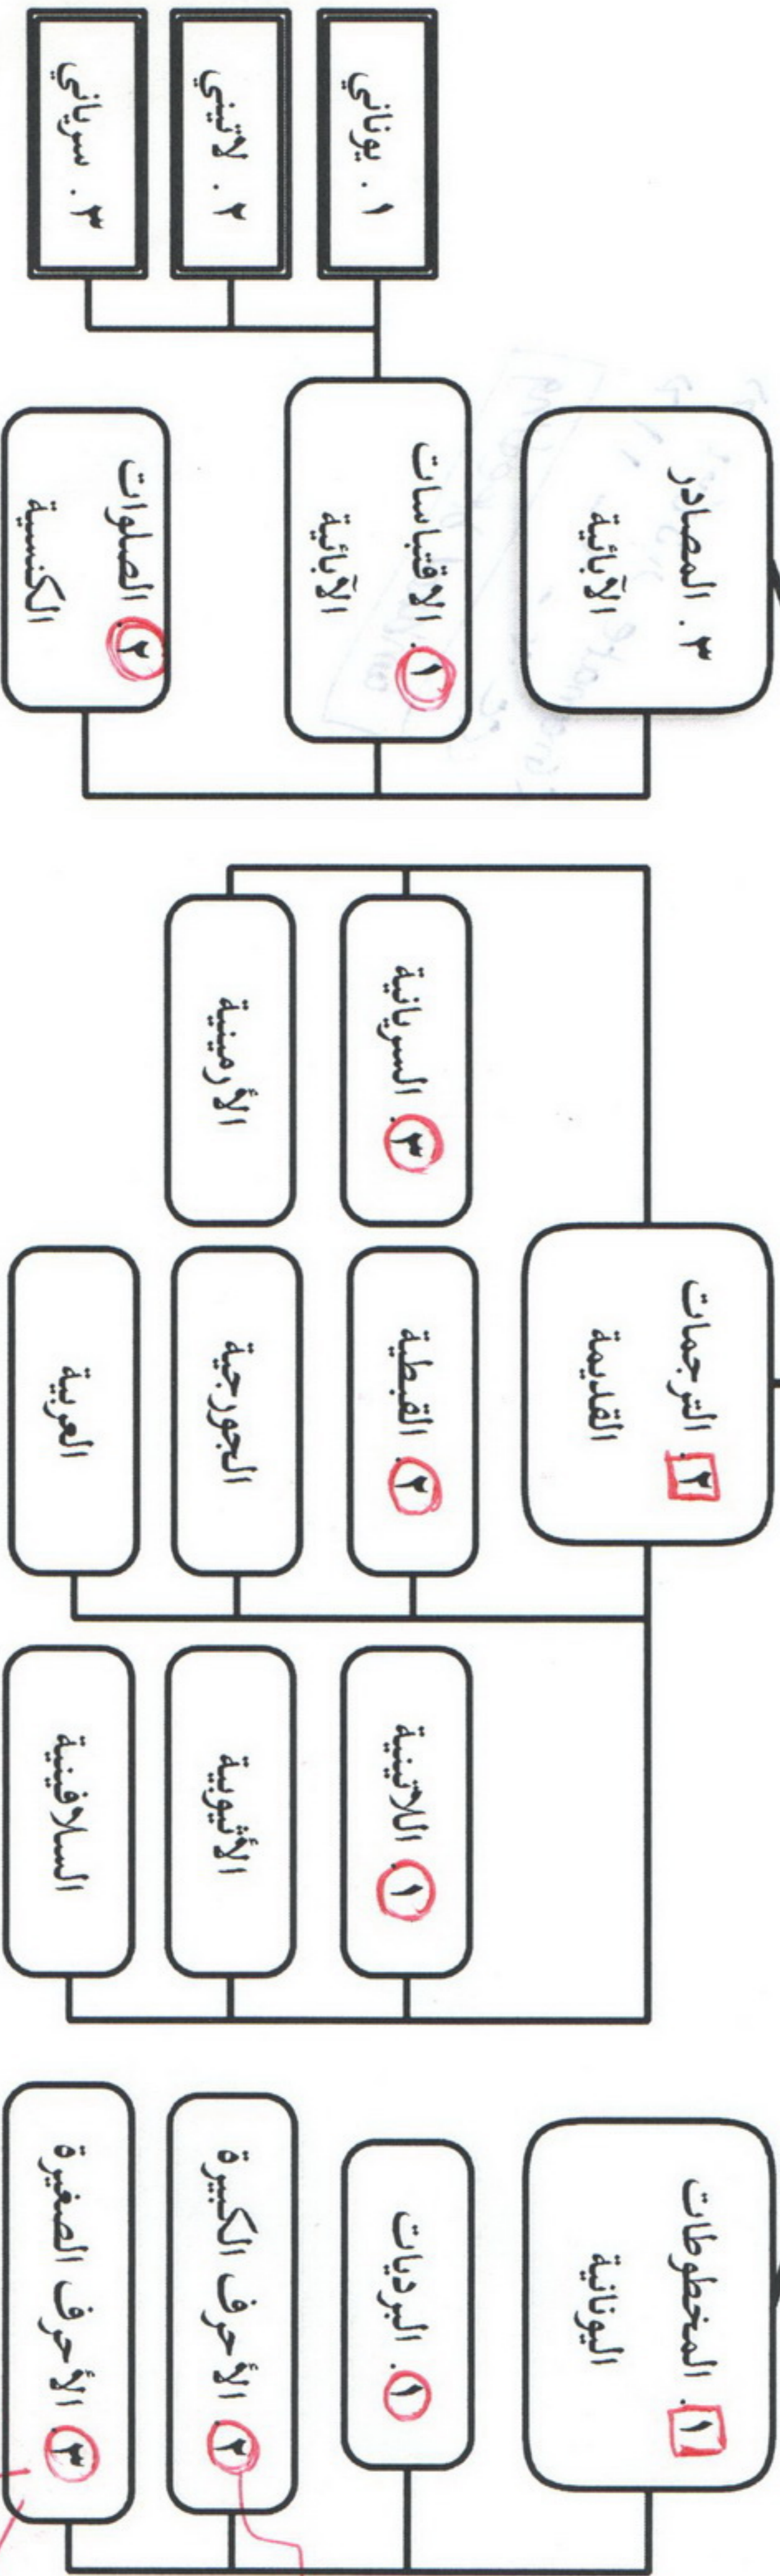 ١. المخطوطات
اليونانية
١. البرديات
٢. الأحرف الكبيرة
٣. الأحرف الصغيرة
٢. الترجمات
القديمة
١. اللاتينية
٢. القبطية
٣. السريانية
الأثيوبية
الجورجية
الأرمينية
السلافينية
العربية
٣. المصادر
الآبائية
١. الاقتباسات
الآبائية
١. يوناني
٢. لاتيني
٣. سرياني
٢. الصلوات
الكنسية